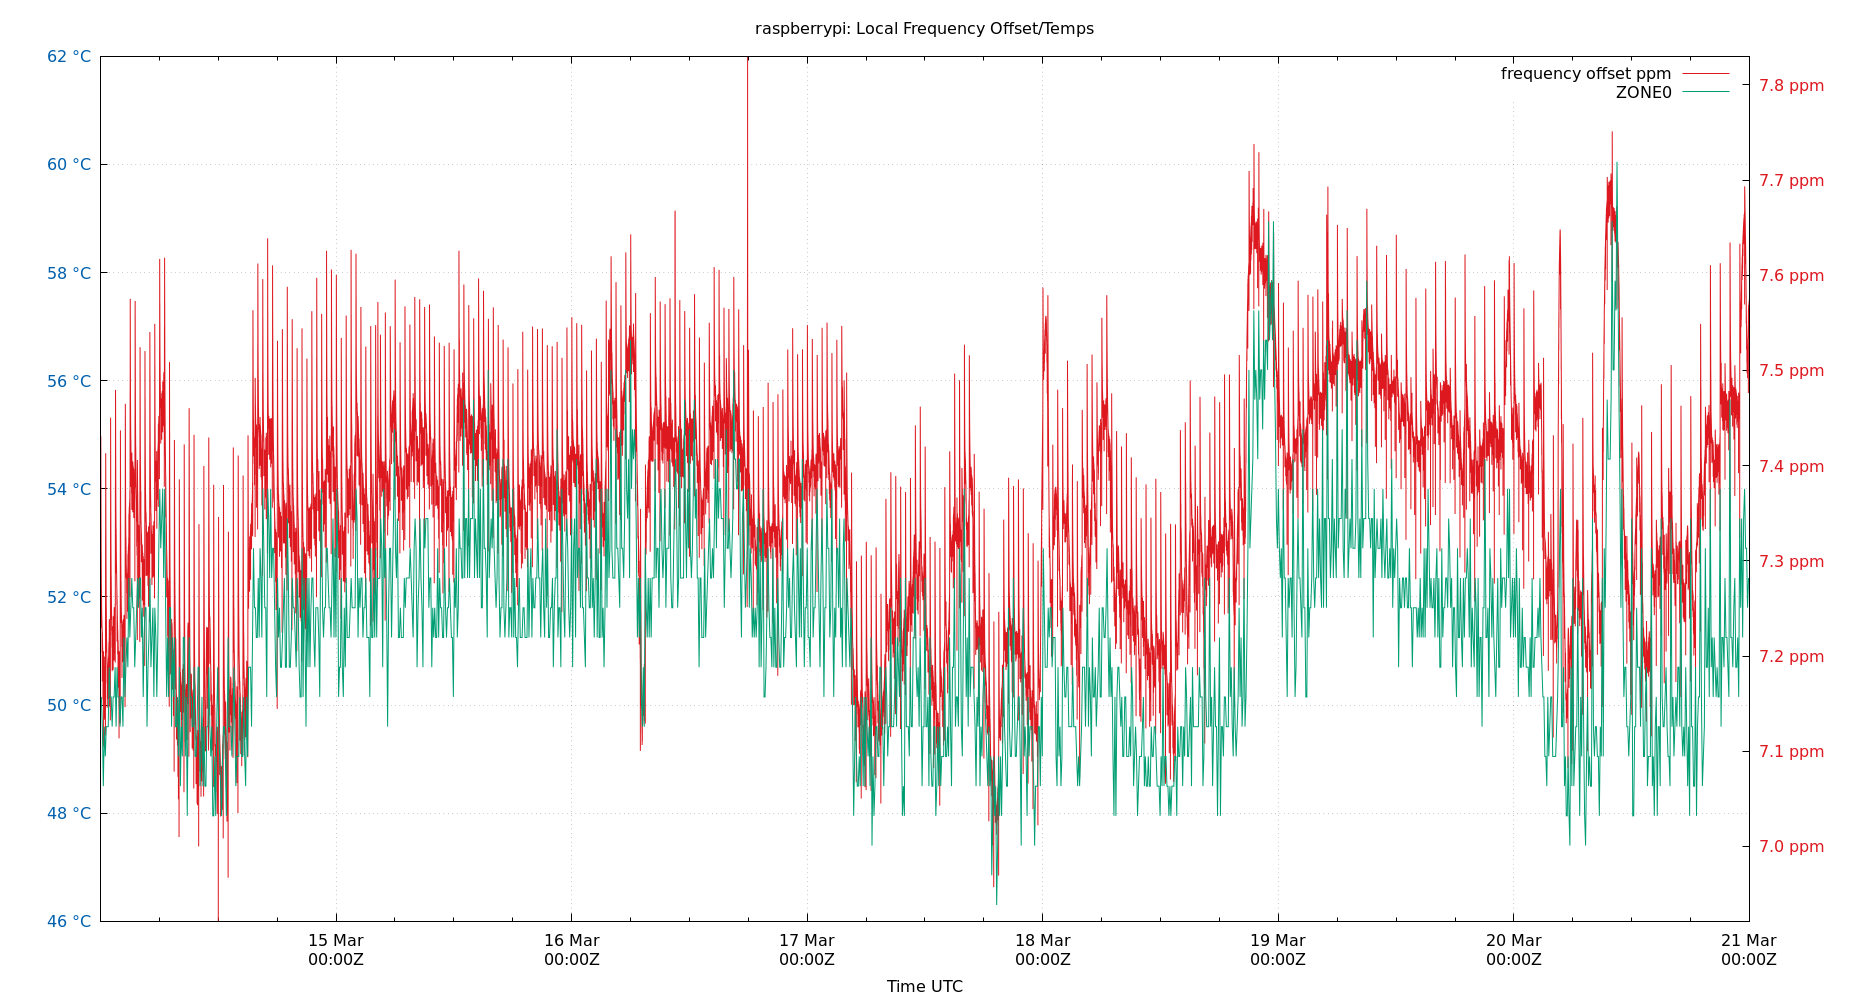 raspberrypi: Local Frequency Offset/Temps
frequency offset ppm
ZONE0
62 °C
60 °C
58 °C
56 °C
54 °C
52 °C
50 °C
48 °C
46 °C
7.8 ppm
7.7 ppm
7.6 ppm
7.5 ppm
7.4 ppm
7.3 ppm
7.2 ppm
7.1 ppm
7.0 ppm
15 Mar
00:00Z
16 Mar
00:00Z
17 Mar
00:00Z
18 Mar
00:00Z
19 Mar
00:00Z
20 Mar
00:00Z
21 Mar
00:00Z
Time UTC